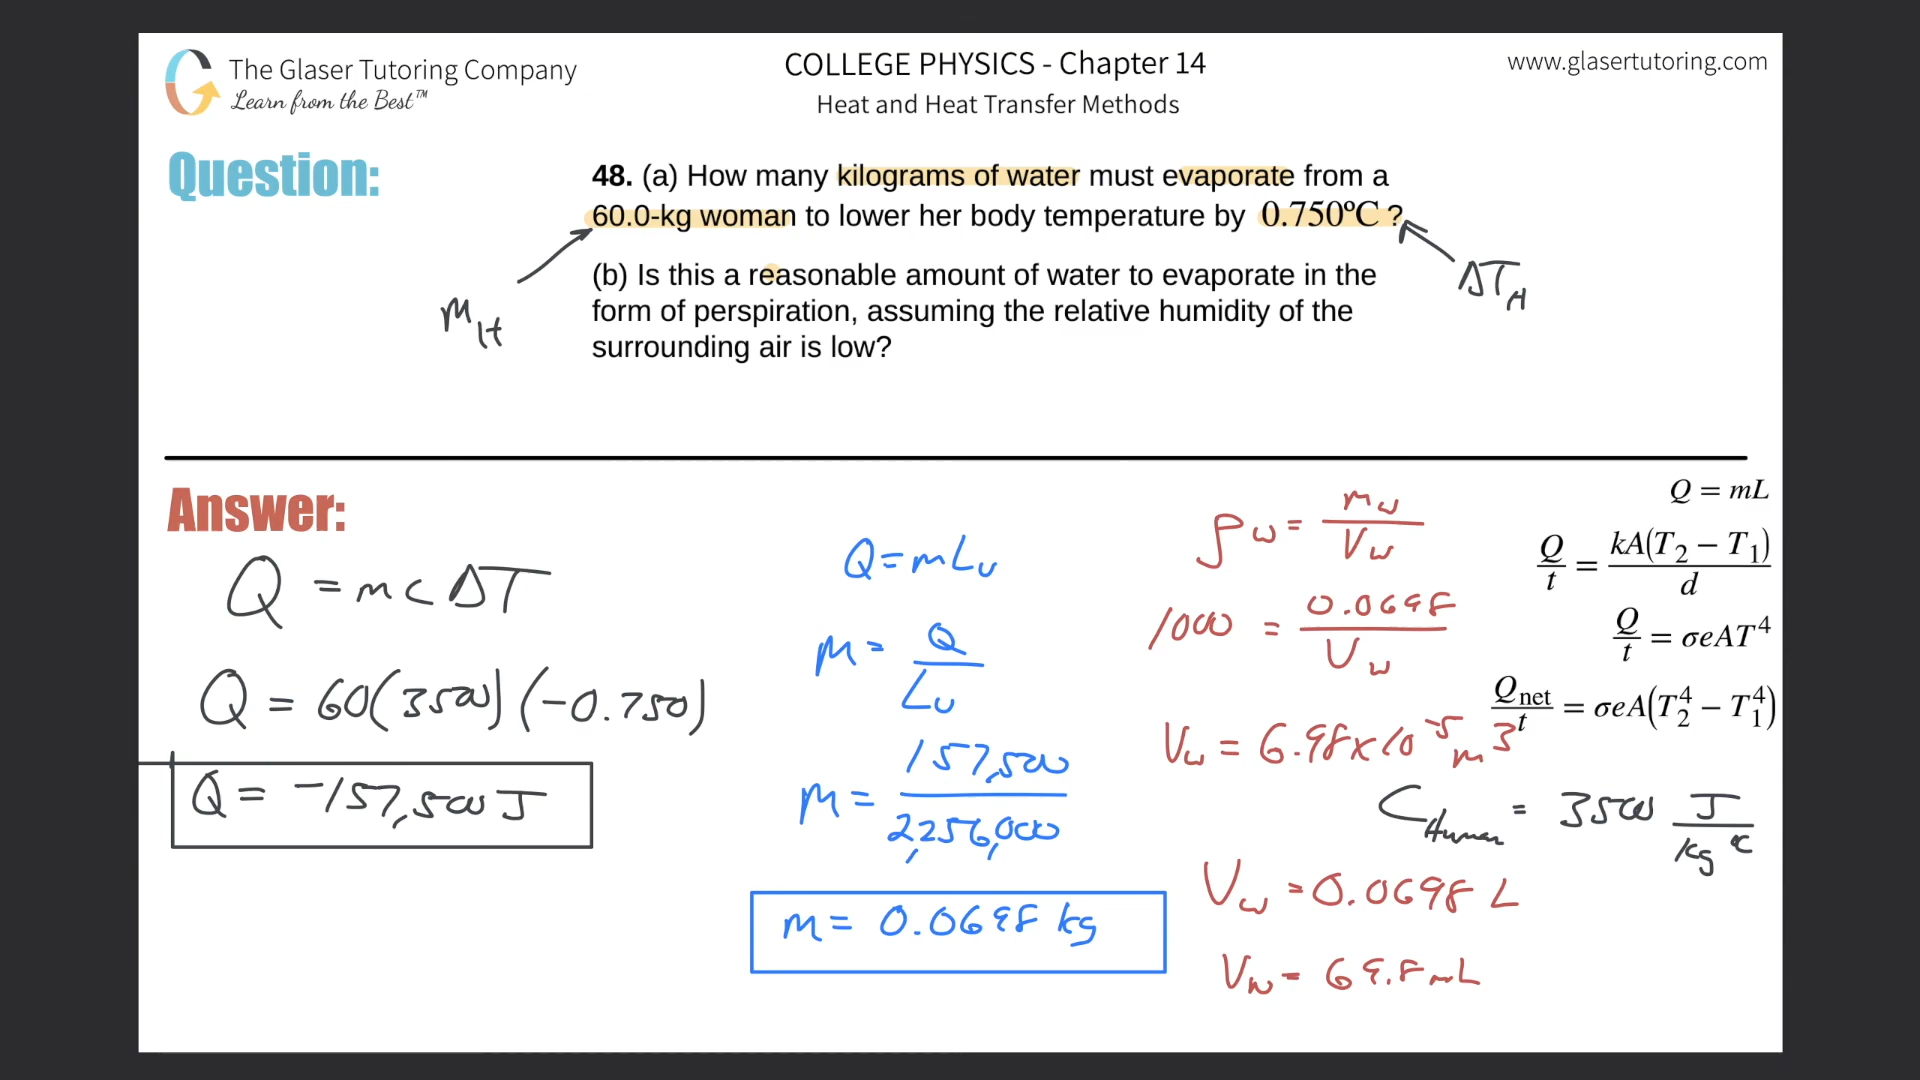 The Glaser Tutoring Company
Learn from the Best™
COLLEGE PHYSICS - Chapter 14
Heat and Heat Transfer Methods
www.glasertutoring.com
Question:
48. (a) How many kilograms of water must evaporate from a
60.0-kg woman to lower her body temperature by 0.750ºC ?
(b) Is this a reasonable amount of water to evaporate in the
form of perspiration, assuming the relative humidity of the
surrounding air is low?
m_H
ΔT_H
Answer:
Q = mcΔT
Q = 60(3500)(-0.750)
Q = -157,500 J
Q = mL_v
m = Q / L_v
m = 157,500 / 2,256,000
m = 0.0698 kg
ρ_w = m_w / V_w
1000 = 0.0698 / V_w
V_w = 6.98x10^-5 m^3
V_w = 0.0698 L
V_w = 69.8 mL
Q = mL
Q/t = kA(T_2 − T_1) / d
Q/t = σeAT^4
Q_net/t = σeA(T_2^4 − T_1^4)
C_Human = 3500 J / kg °C